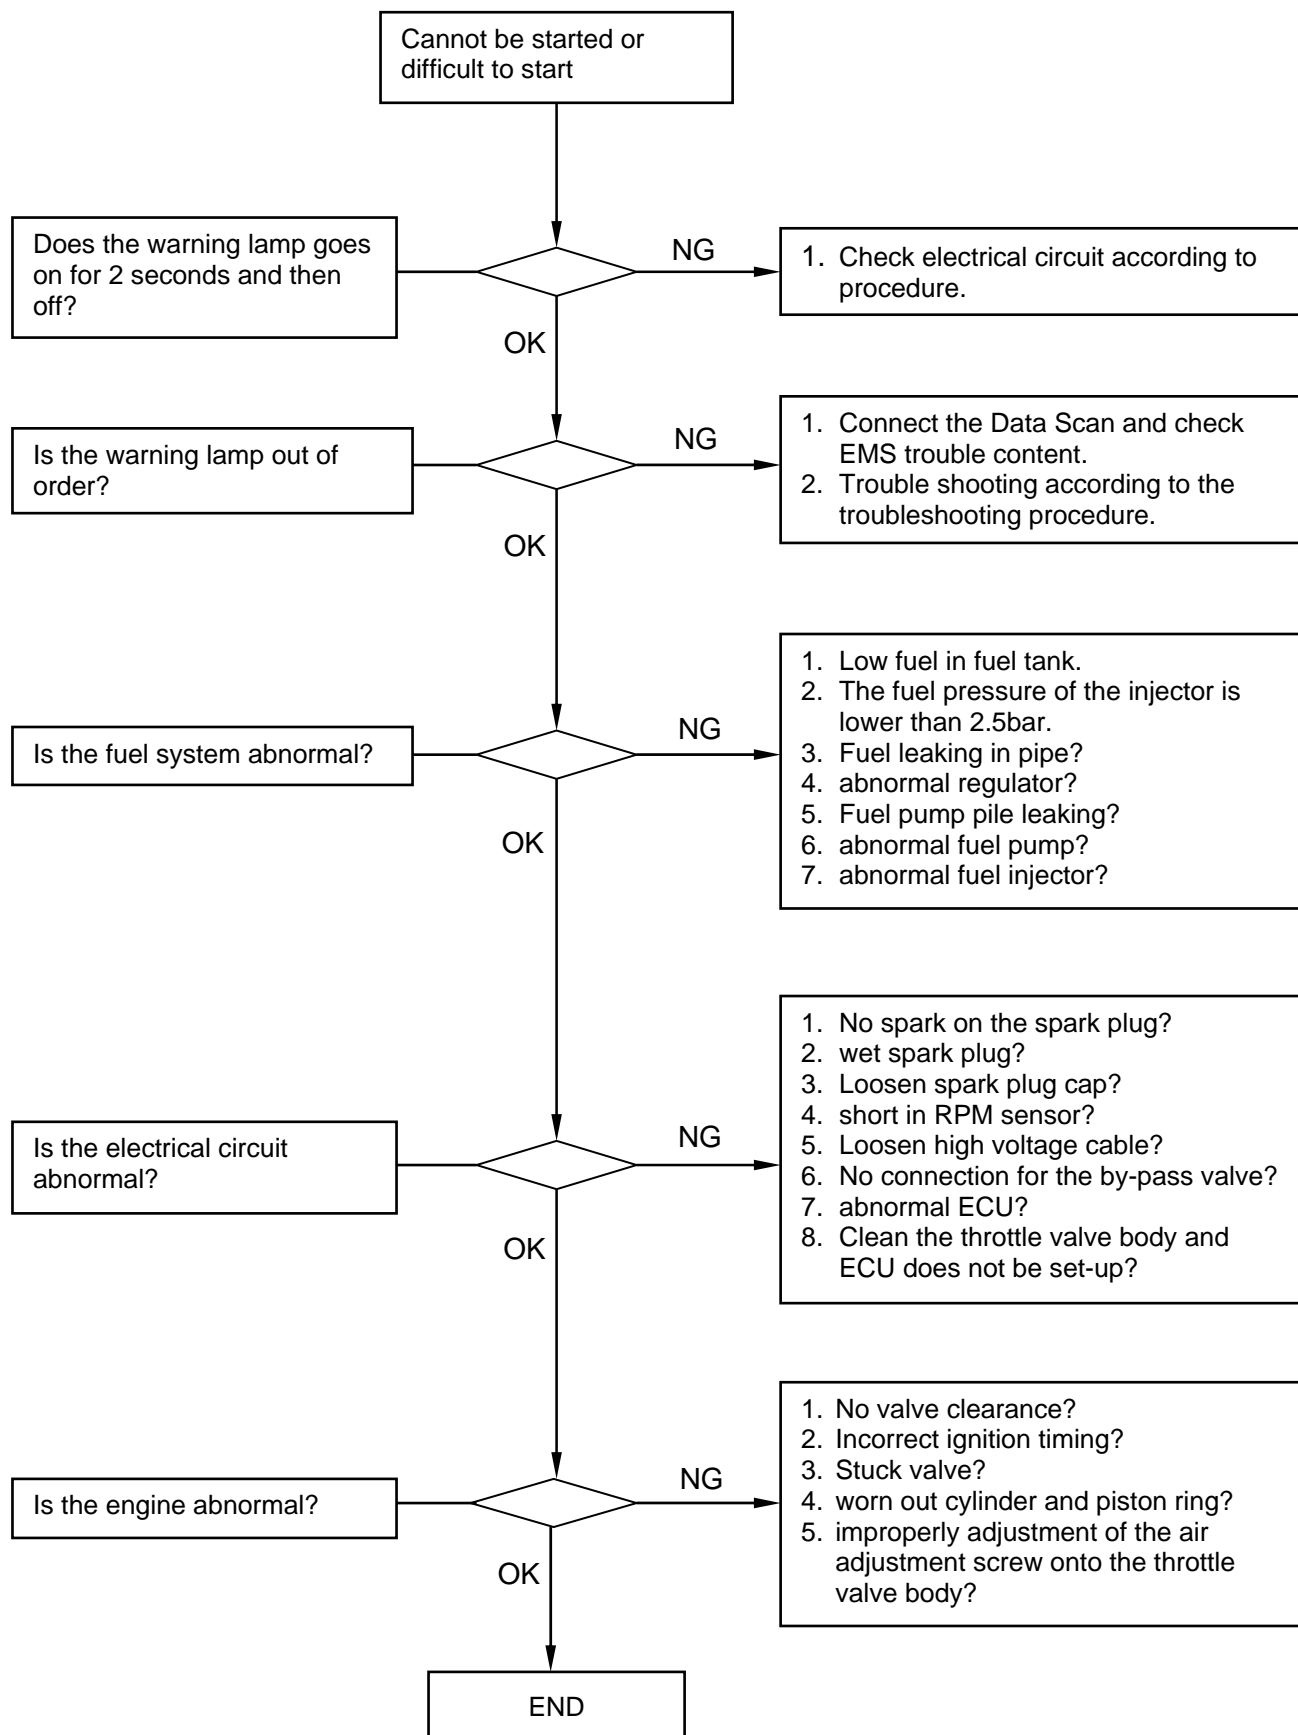 Cannot be started or
difficult to start
Does the warning lamp goes
on for 2 seconds and then
off?
NG
1. Check electrical circuit according to
procedure.
OK
Is the warning lamp out of
order?
NG
1. Connect the Data Scan and check
EMS trouble content.
2. Trouble shooting according to the
troubleshooting procedure.
OK
Is the fuel system abnormal?
NG
1. Low fuel in fuel tank.
2. The fuel pressure of the injector is
lower than 2.5bar.
3. Fuel leaking in pipe?
4. abnormal regulator?
5. Fuel pump pile leaking?
6. abnormal fuel pump?
7. abnormal fuel injector?
OK
Is the electrical circuit
abnormal?
NG
1. No spark on the spark plug?
2. wet spark plug?
3. Loosen spark plug cap?
4. short in RPM sensor?
5. Loosen high voltage cable?
6. No connection for the by-pass valve?
7. abnormal ECU?
8. Clean the throttle valve body and
ECU does not be set-up?
OK
Is the engine abnormal?
NG
1. No valve clearance?
2. Incorrect ignition timing?
3. Stuck valve?
4. worn out cylinder and piston ring?
5. improperly adjustment of the air
adjustment screw onto the throttle
valve body?
OK
END